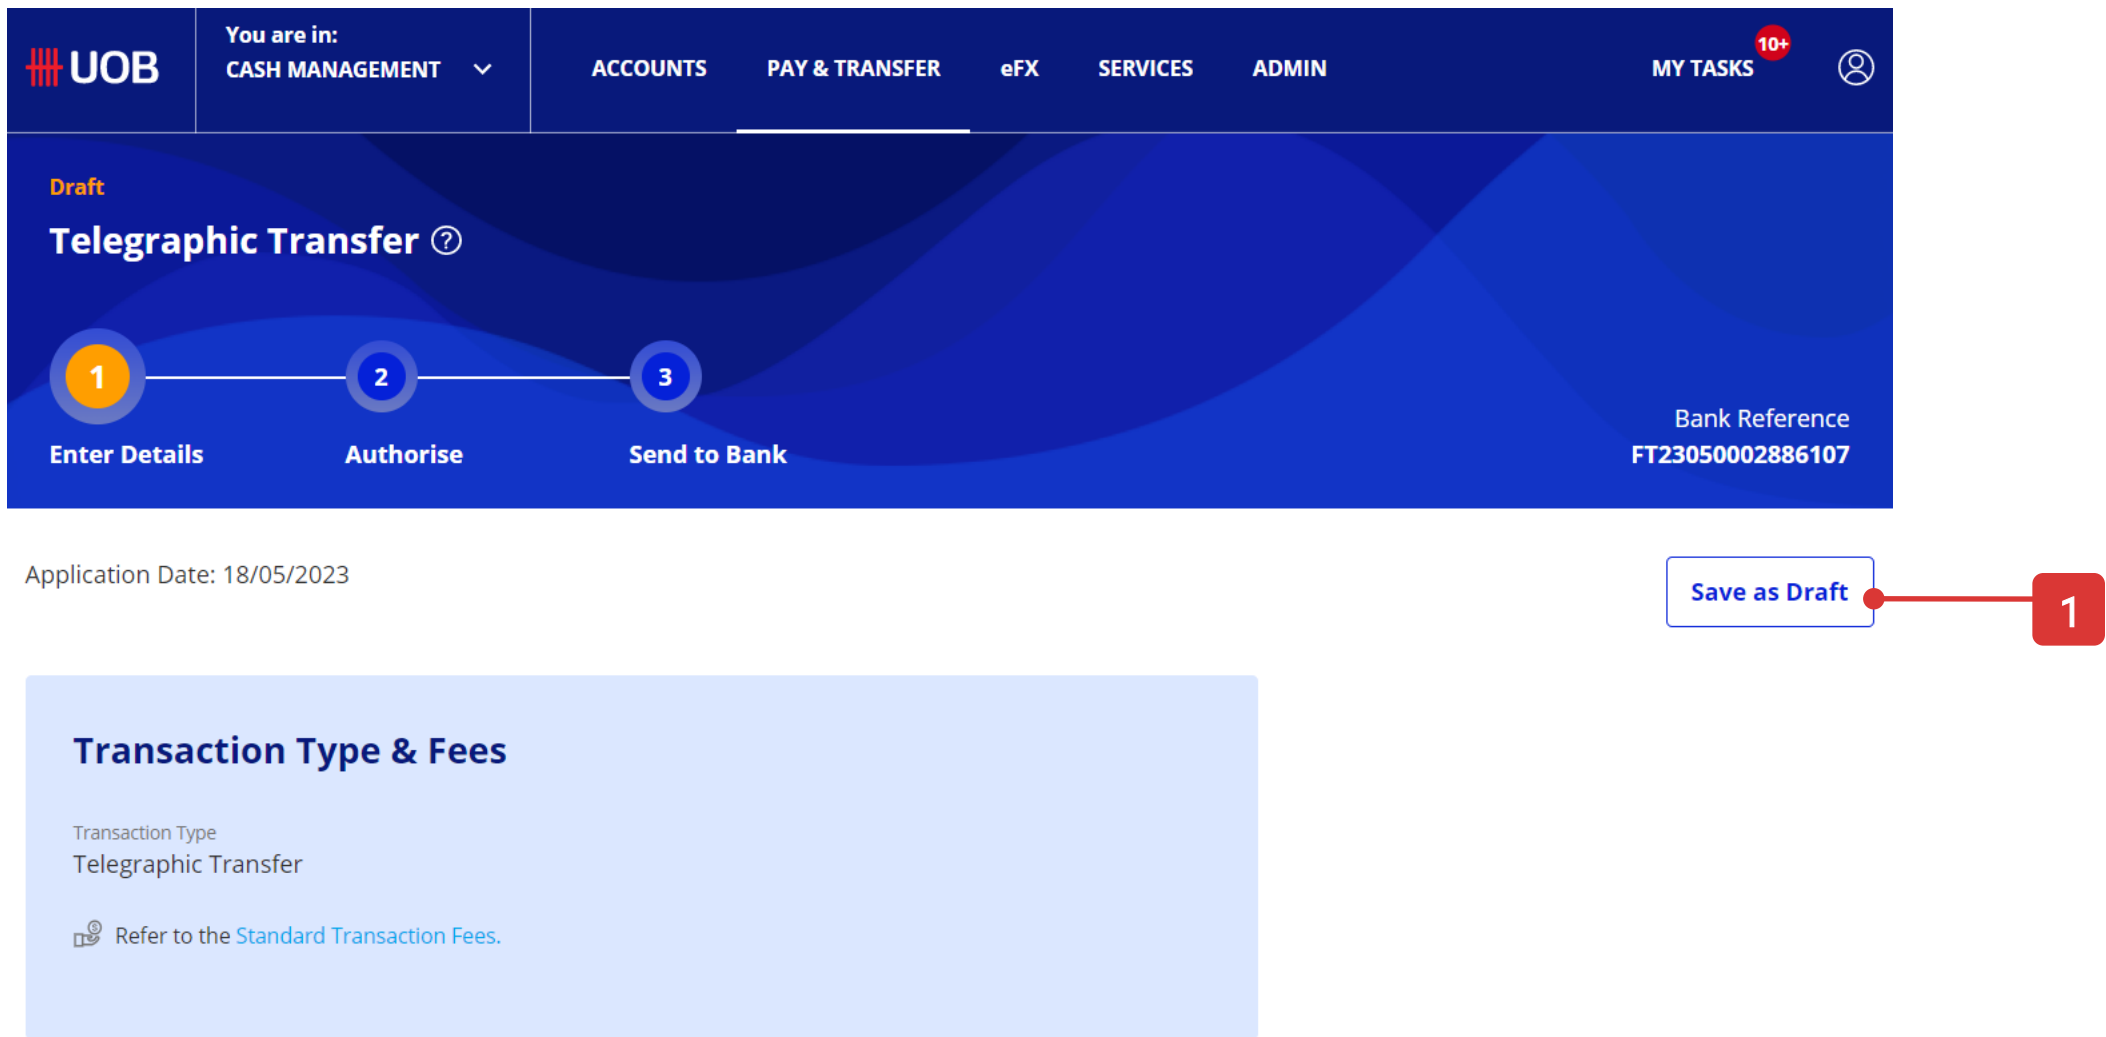 UOB
You are in:
CASH MANAGEMENT
ACCOUNTS
PAY & TRANSFER
eFX
SERVICES
ADMIN
MY TASKS
10+
Draft
Telegraphic Transfer ?
1
2
3
Enter Details
Authorise
Send to Bank
Bank Reference
FT23050002886107
Application Date: 18/05/2023
Save as Draft
1
Transaction Type & Fees
Transaction Type
Telegraphic Transfer
Refer to the Standard Transaction Fees.